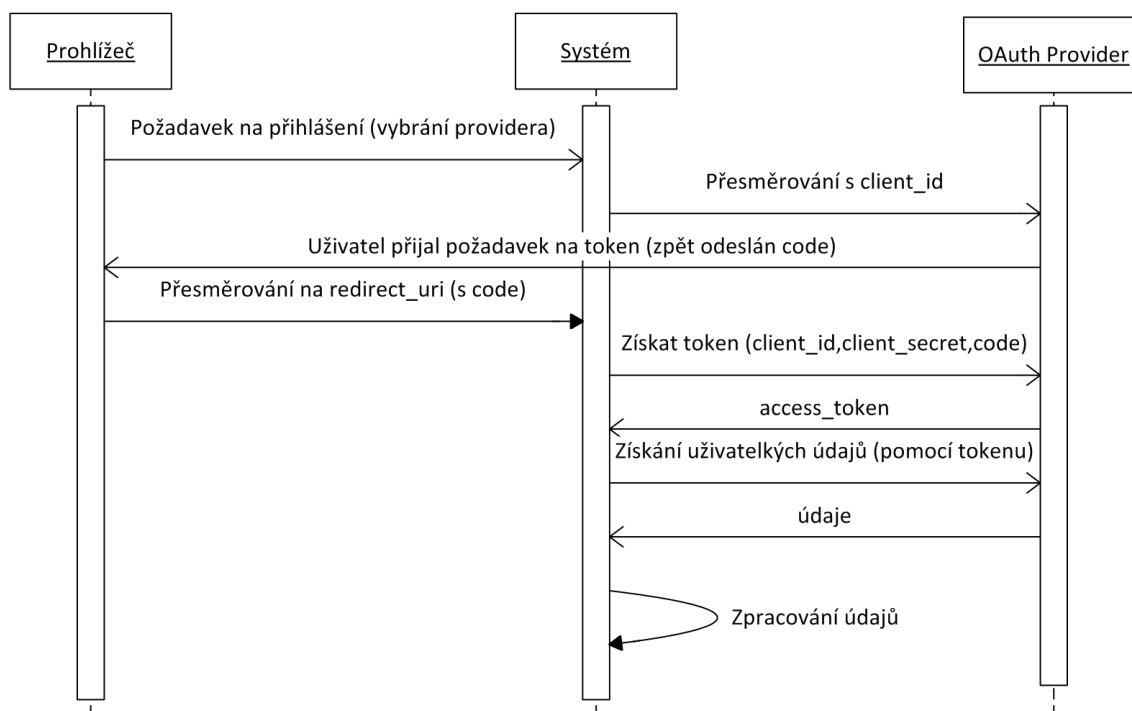 Prohlížeč
Systém
OAuth Provider
Požadavek na přihlášení (vybrání providera)
Přesměrování s client_id
Uživatel přijal požadavek na token (zpět odeslán code)
Přesměrování na redirect_uri (s code)
Získat token (client_id,client_secret,code)
access_token
Získání uživatelkých údajů (pomocí tokenu)
údaje
Zpracování údajů